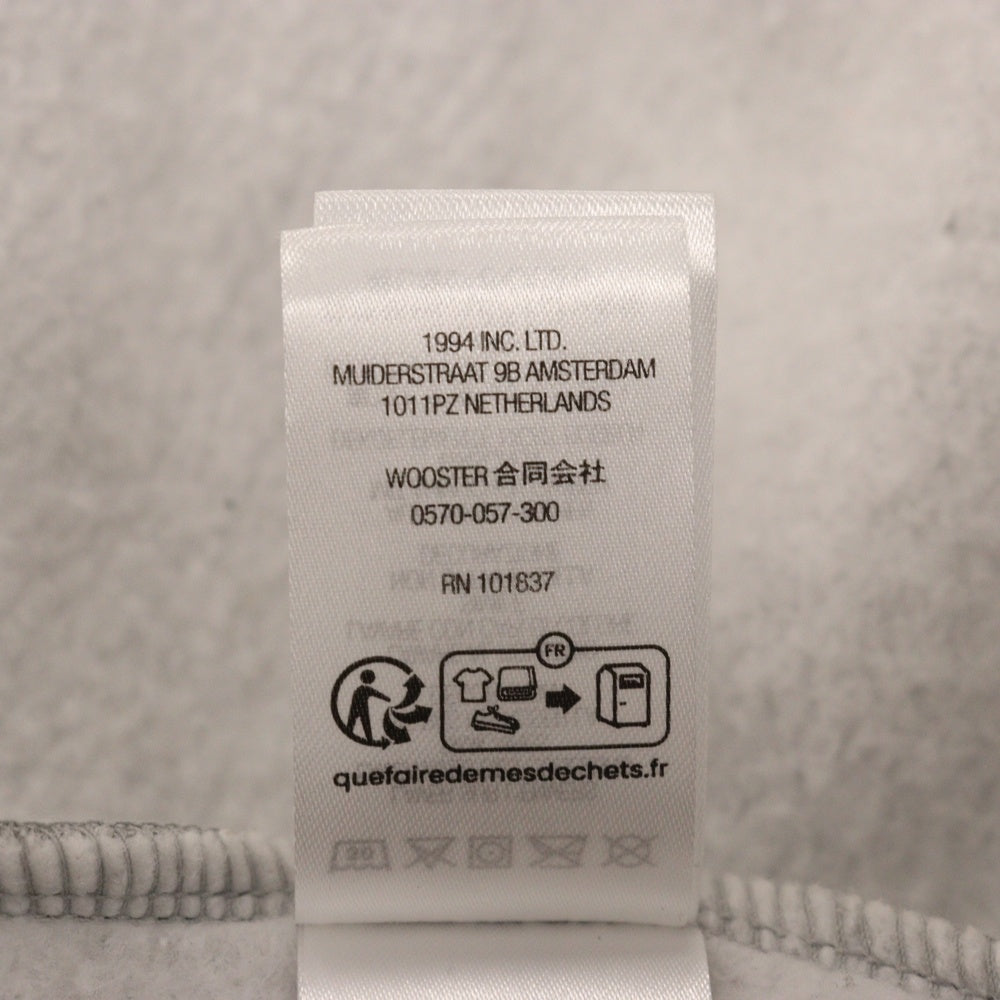 1994 INC. LTD.
MUIDERSTRAAT 9B AMSTERDAM
1011PZ NETHERLANDS
WOOSTER 合同会社
0570-057-300
RN 101837
FR
quefairedemesdechets.fr